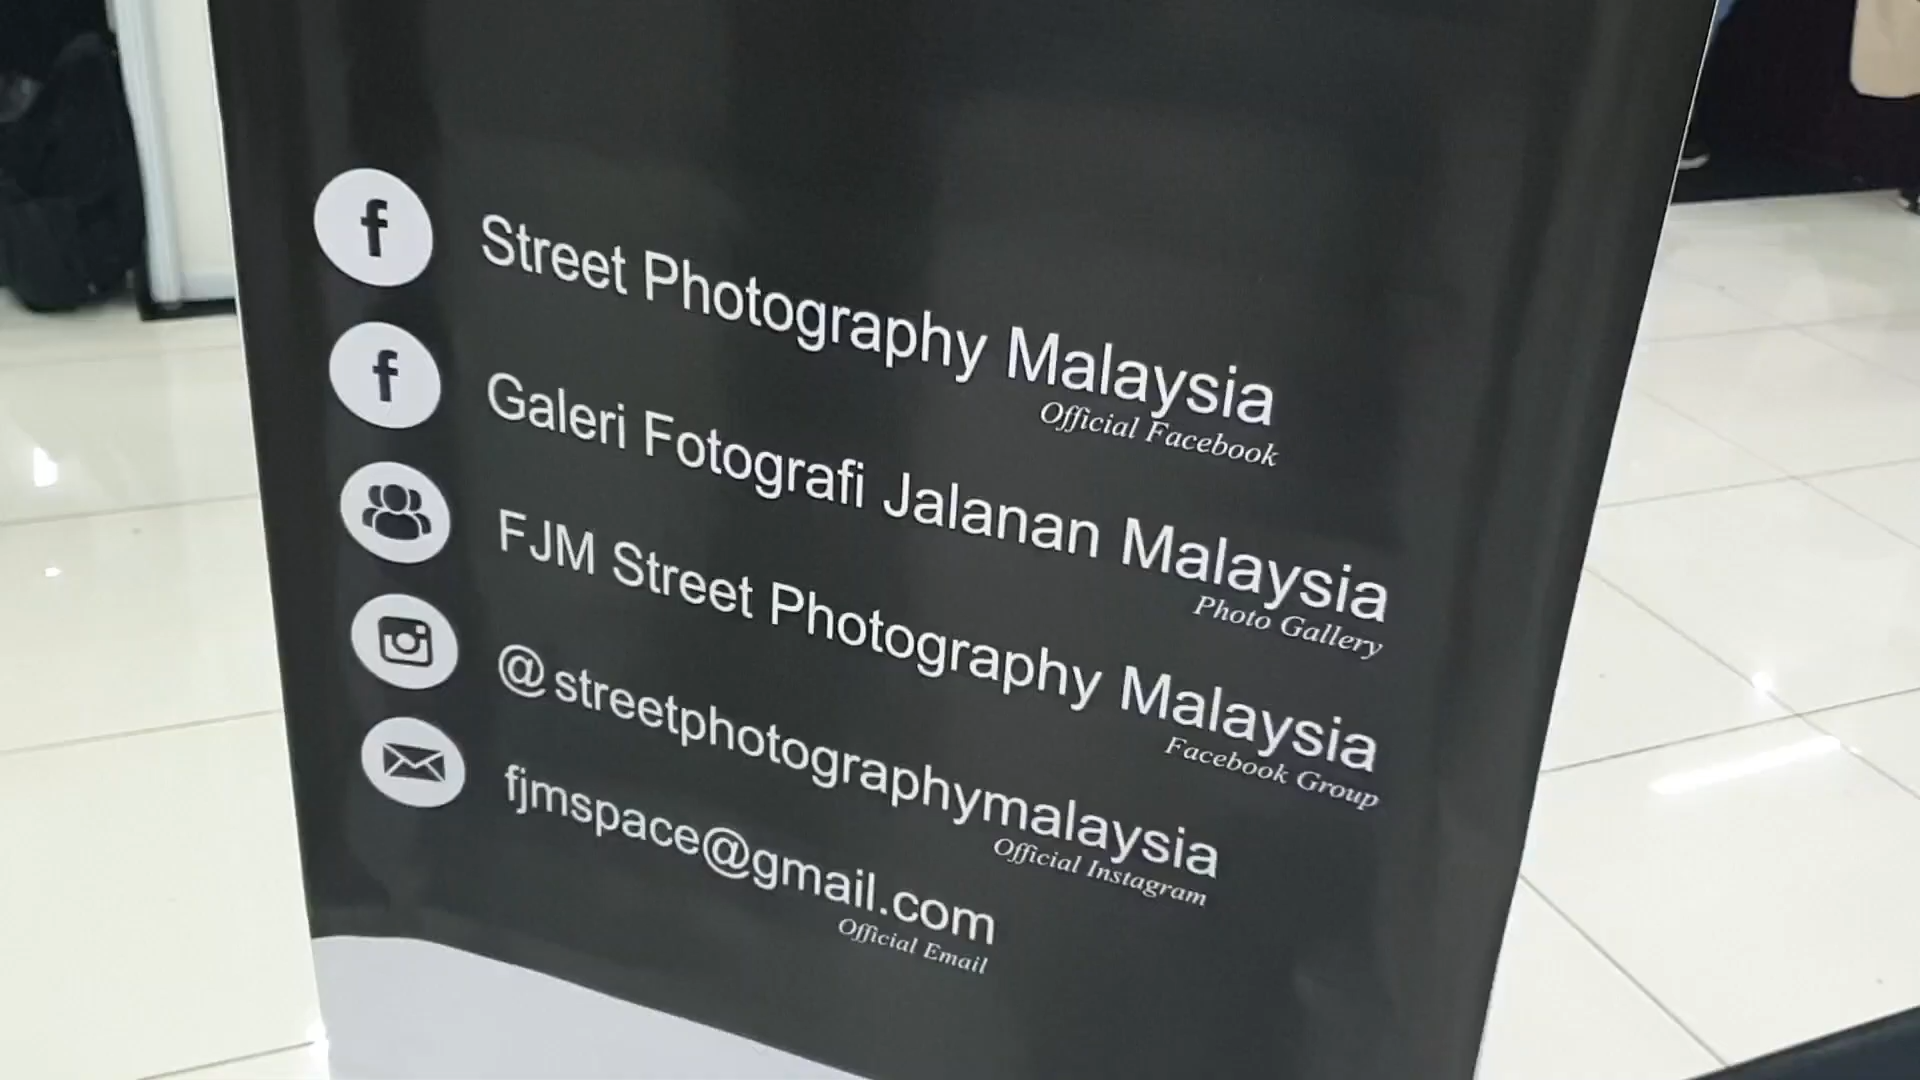 Street Photography Malaysia
Official Facebook
Galeri Fotografi Jalanan Malaysia
Photo Gallery
FJM Street Photography Malaysia
Facebook Group
@streetphotographymalaysia
Official Instagram
fjmspace@gmail.com
Official Email